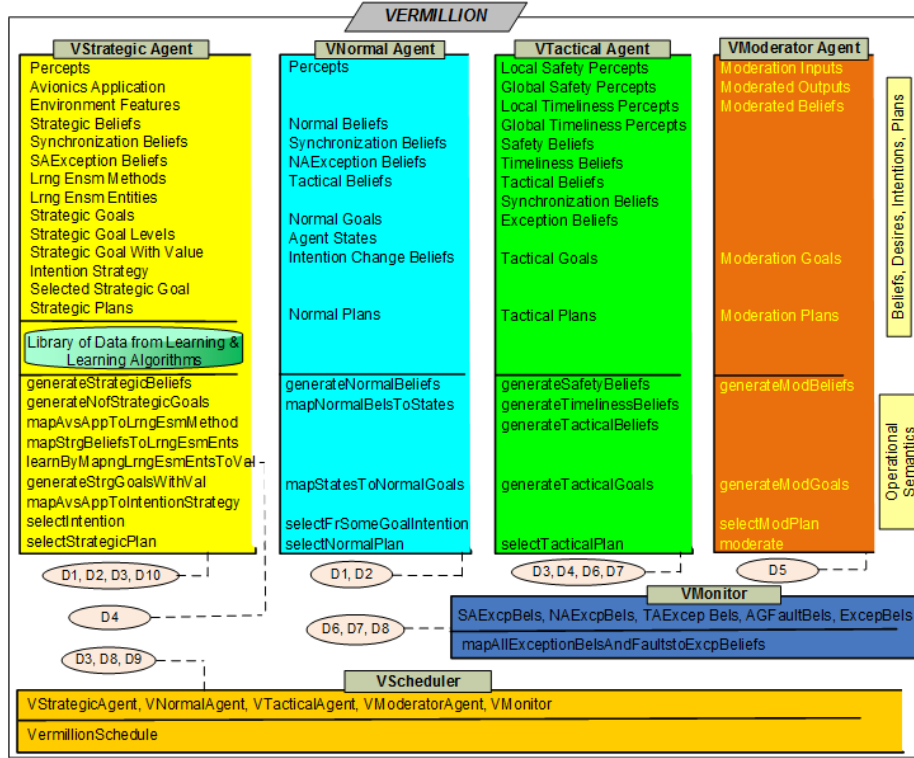 VERMILLION
VStrategic Agent
Percepts
Avionics Application
Environment Features
Strategic Beliefs
Synchronization Beliefs
SAException Beliefs
Lrng Ensm Methods
Lrng Ensm Entities
Strategic Goals
Strategic Goal Levels
Strategic Goal With Value
Intention Strategy
Selected Strategic Goal
Strategic Plans
Library of Data from Learning &
Learning Algorithms
generateStrategicBeliefs
generateNofStrategicGoals
mapAvsAppToLrngEsmMethod
mapStrgBeliefsToLrngEsmEnts
learnByMapngLrngEsmEntsToVal
generateStrgGoalsWithVal
mapAvsAppToIntentionStrategy
selectIntention
selectStrategicPlan
D1, D2, D3, D10
D4
D3, D8, D9
VNormal Agent
Percepts
Normal Beliefs
Synchronization Beliefs
NAException Beliefs
Tactical Beliefs
Normal Goals
Agent States
Intention Change Beliefs
Normal Plans
generateNormalBeliefs
mapNormalBelsToStates
mapStatesToNormalGoals
selectFrSomeGoalIntention
selectNormalPlan
D1, D2
VTactical Agent
Local Safety Percepts
Global Safety Percepts
Local Timeliness Percepts
Global Timeliness Percepts
Safety Beliefs
Timeliness Beliefs
Tactical Beliefs
Synchronization Beliefs
Exception Beliefs
Tactical Goals
Tactical Plans
generateSafetyBeliefs
generateTimelinessBeliefs
generateTacticalBeliefs
generateTacticalGoals
selectTacticalPlan
D3, D4, D6, D7
VModerator Agent
Moderation Inputs
Moderated Outputs
Moderated Beliefs
Moderation Goals
Moderation Plans
generateModBeliefs
generateModGoals
selectModPlan
moderate
D5
Beliefs, Desires, Intentions, Plans
Operational
Semantics
VMonitor
SAExcpBels, NAExcpBels, TAExcep Bels, AGFaultBels, ExcepBels
mapAllExceptionBelsAndFaultstoExcpBeliefs
D6, D7, D8
VScheduler
VStrategicAgent, VNormalAgent, VTacticalAgent, VModeratorAgent, VMonitor
VermillionSchedule